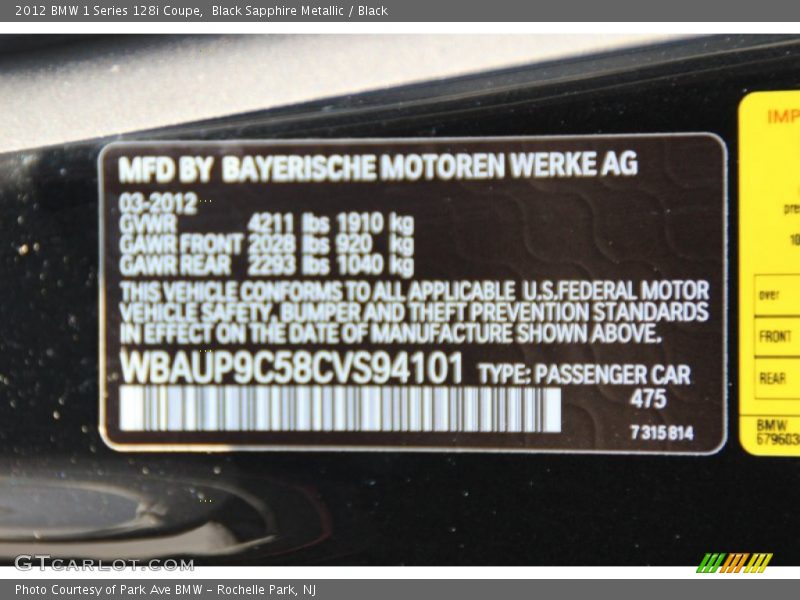 2012 BMW 1 Series 128i Coupe, Black Sapphire Metallic / Black
MFD BY BAYERISCHE MOTOREN WERKE AG
03-2012
GVWR 4211 lbs 1910 kg
GAWR FRONT 2028 lbs 920 kg
GAWR REAR 2293 lbs 1040 kg
THIS VEHICLE CONFORMS TO ALL APPLICABLE U.S.FEDERAL MOTOR
VEHICLE SAFETY, BUMPER AND THEFT PREVENTION STANDARDS
IN EFFECT ON THE DATE OF MANUFACTURE SHOWN ABOVE.
WBAUP9C58CVS94101 TYPE: PASSENGER CAR
475
7 315 814
IMP
pre
10
over
FRONT
REAR
BMW
679603
GTCARLOT.COM
Photo Courtesy of Park Ave BMW - Rochelle Park, NJ